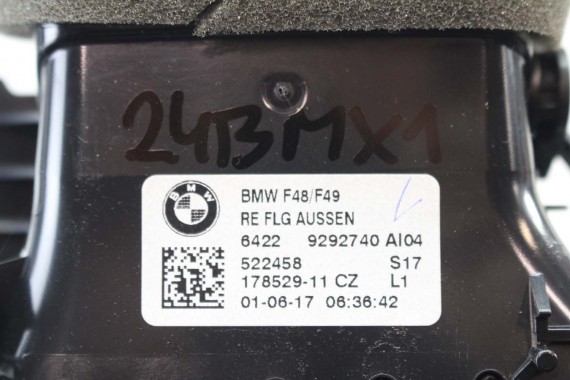 24BMX1
BMW
BMW F48/F49
RE FLG AUSSEN
6422 9292740 AI04
522458 S17
178529-11 CZ L1
01-06-17 06:36:42